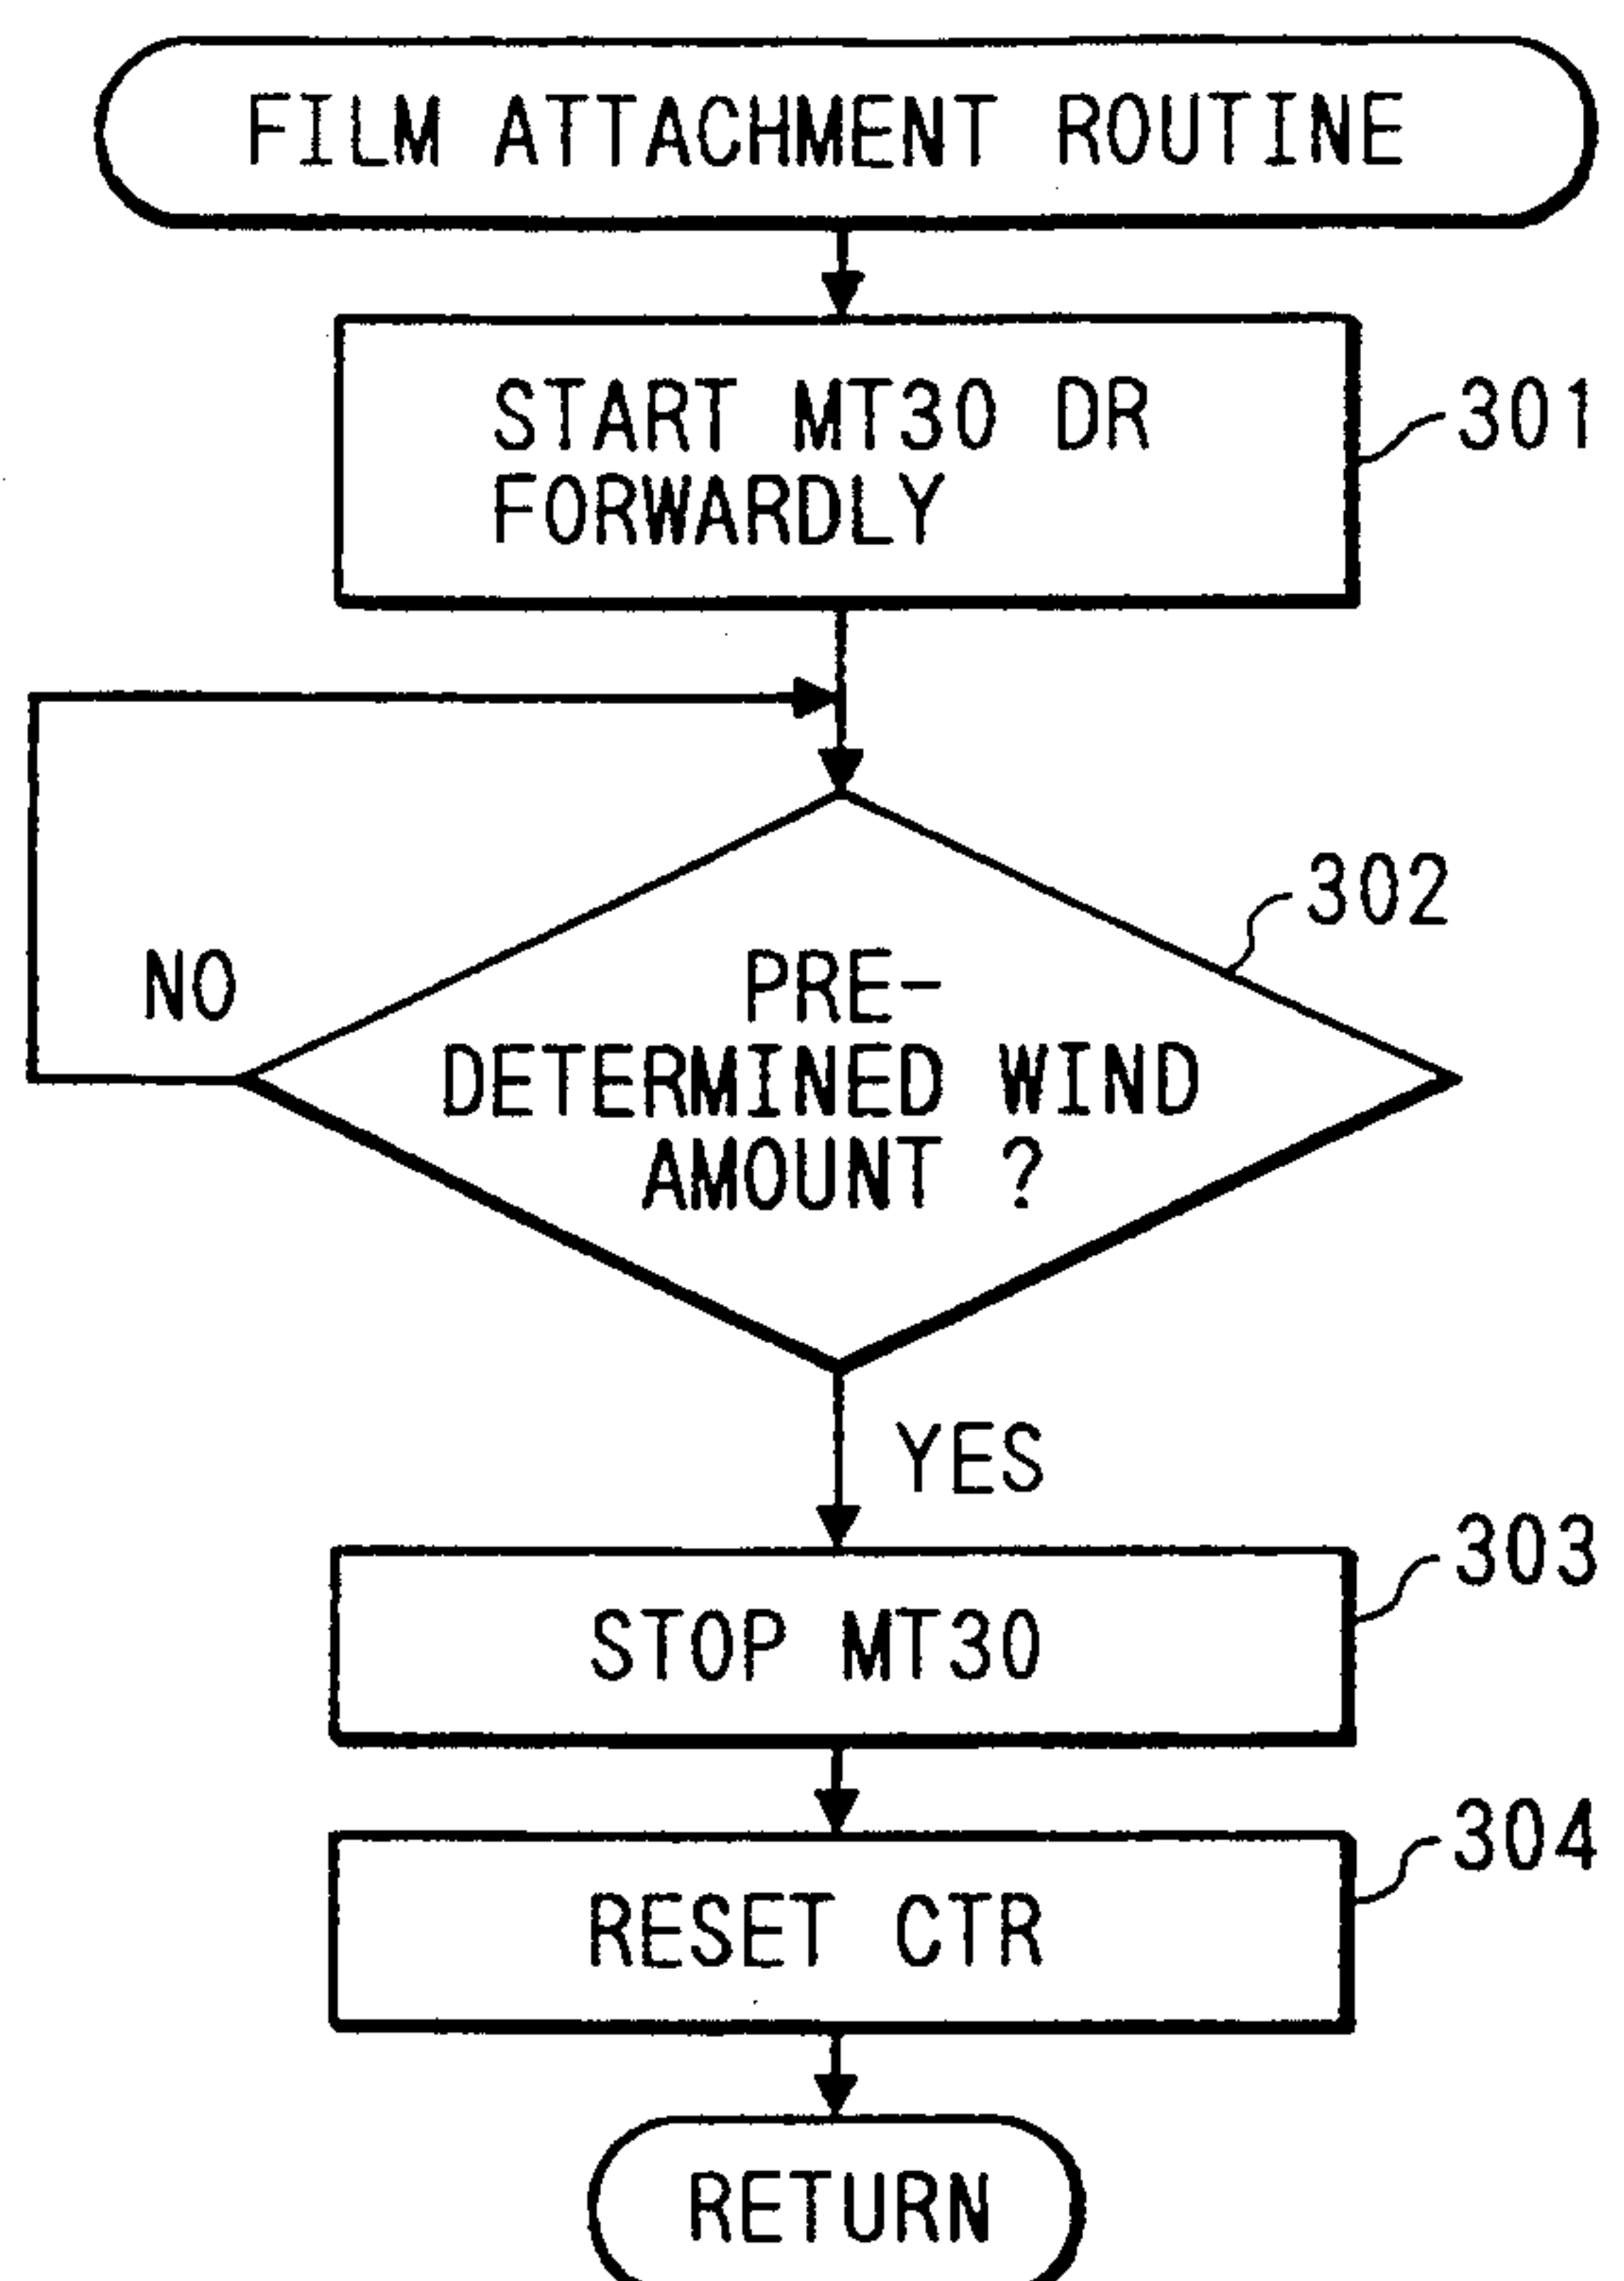 FILM ATTACHMENT ROUTINE
START MT30 DR
FORWARDLY
301
302
NO
PRE-
DETERMINED WIND
AMOUNT ?
YES
303
STOP MT30
304
RESET CTR
RETURN